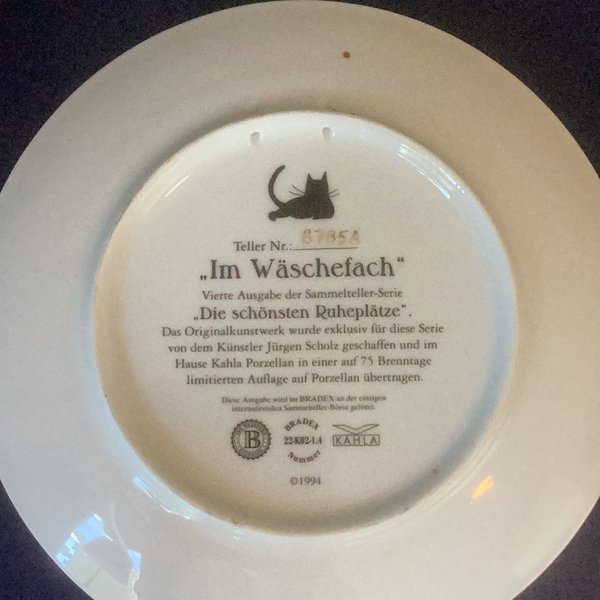 Teller Nr.: 8785A
„Im Wäschefach“
Vierte Ausgabe der Sammelteller-Serie
„Die schönsten Ruheplätze“.
Das Originalkunstwerk wurde exklusiv für diese Serie
von dem Künstler Jürgen Scholz geschaffen und im
Hause Kahla Porzellan in einer auf 75 Brenntage
limitierten Auflage auf Porzellan übertragen.
Diese Ausgabe wird im BRADEX an der einzigen
internationalen Sammelteller-Börse gelistet
B
BRADEX
22-K02-1.4
Nummer
KAHLA
©1994